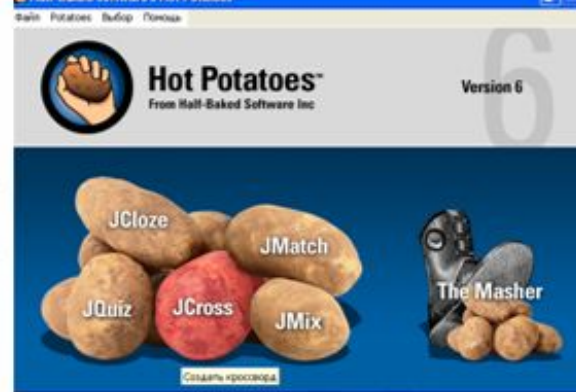 Файл Potatoes Выбор Помощь
Hot Potatoes™
From Half-Baked Software Inc
Version 6
6
JCloze
JMatch
JQuiz
JCross
JMix
The Masher
Создать кроссворд